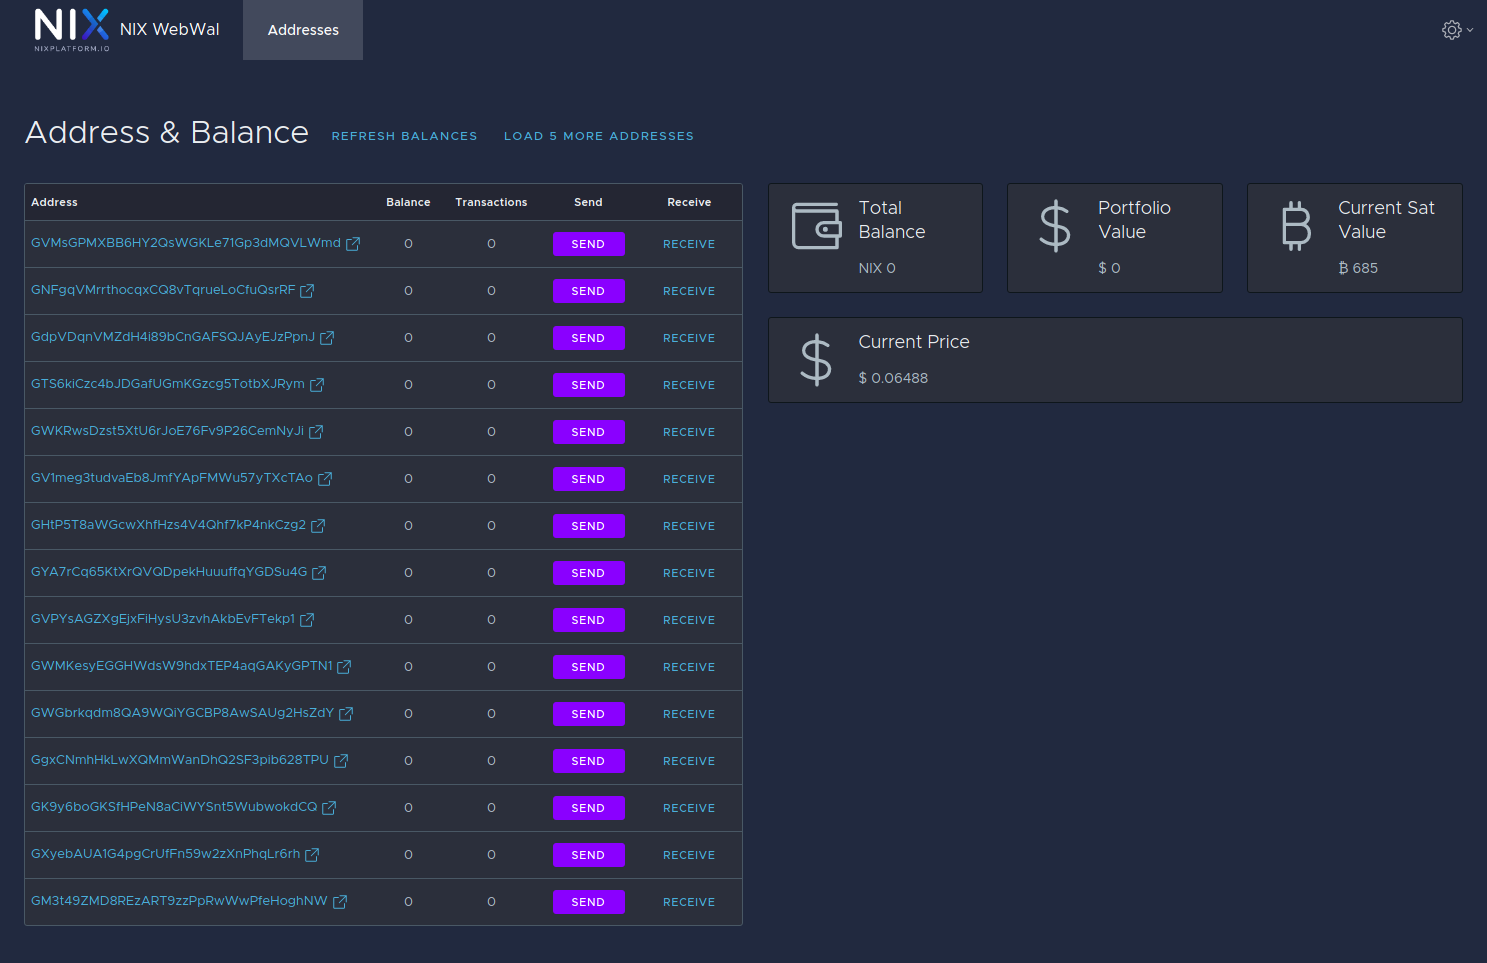 NIX
NIXPLATFORM.IO
NIX WebWal
Addresses
Address & Balance
REFRESH BALANCES
LOAD 5 MORE ADDRESSES
Address Balance Transactions Send Receive
GVMsGPMXBB6HY2QsWGKLe71Gp3dMQVLWmd 0 0 SEND RECEIVE
GNFgqVMrrthocqxCQ8vTqrueLoCfuQsrRF 0 0 SEND RECEIVE
GdpVDqnVMZdH4i89bCnGAFSQJAyEJzPpnJ 0 0 SEND RECEIVE
GTS6kiCzc4bJDGafUGmKGzcg5TotbXJRym 0 0 SEND RECEIVE
GWKRwsDzst5XtU6rJoE76Fv9P26CemNyJi 0 0 SEND RECEIVE
GV1meg3tudvaEb8JmfYApFMWu57yTXcTAo 0 0 SEND RECEIVE
GHtP5T8aWGcwXhfHzs4V4Qhf7kP4nkCzg2 0 0 SEND RECEIVE
GYA7rCq65KtXrQVQDpekHuuuffqYGDSu4G 0 0 SEND RECEIVE
GVPYsAGZXgEjxFiHysU3zvhAkbEvFTekp1 0 0 SEND RECEIVE
GWMKesyEGGHWdsW9hdxTEP4aqGAKyGPTN1 0 0 SEND RECEIVE
GWGbrkqdm8QA9WQiYGCBP8AwSAUg2HsZdY 0 0 SEND RECEIVE
GgxCNmhHkLwXQMmWanDhQ2SF3pib628TPU 0 0 SEND RECEIVE
GK9y6boGKSfHPeN8aCiWYSnt5WubwokdCQ 0 0 SEND RECEIVE
GXyebAUA1G4pgCrUfFn59w2zXnPhqLr6rh 0 0 SEND RECEIVE
GM3t49ZMD8REzART9zzPpRwWwPfeHoghNW 0 0 SEND RECEIVE
Total
Balance
NIX 0
Portfolio
Value
$ 0
Current Sat
Value
₿ 685
Current Price
$ 0.06488